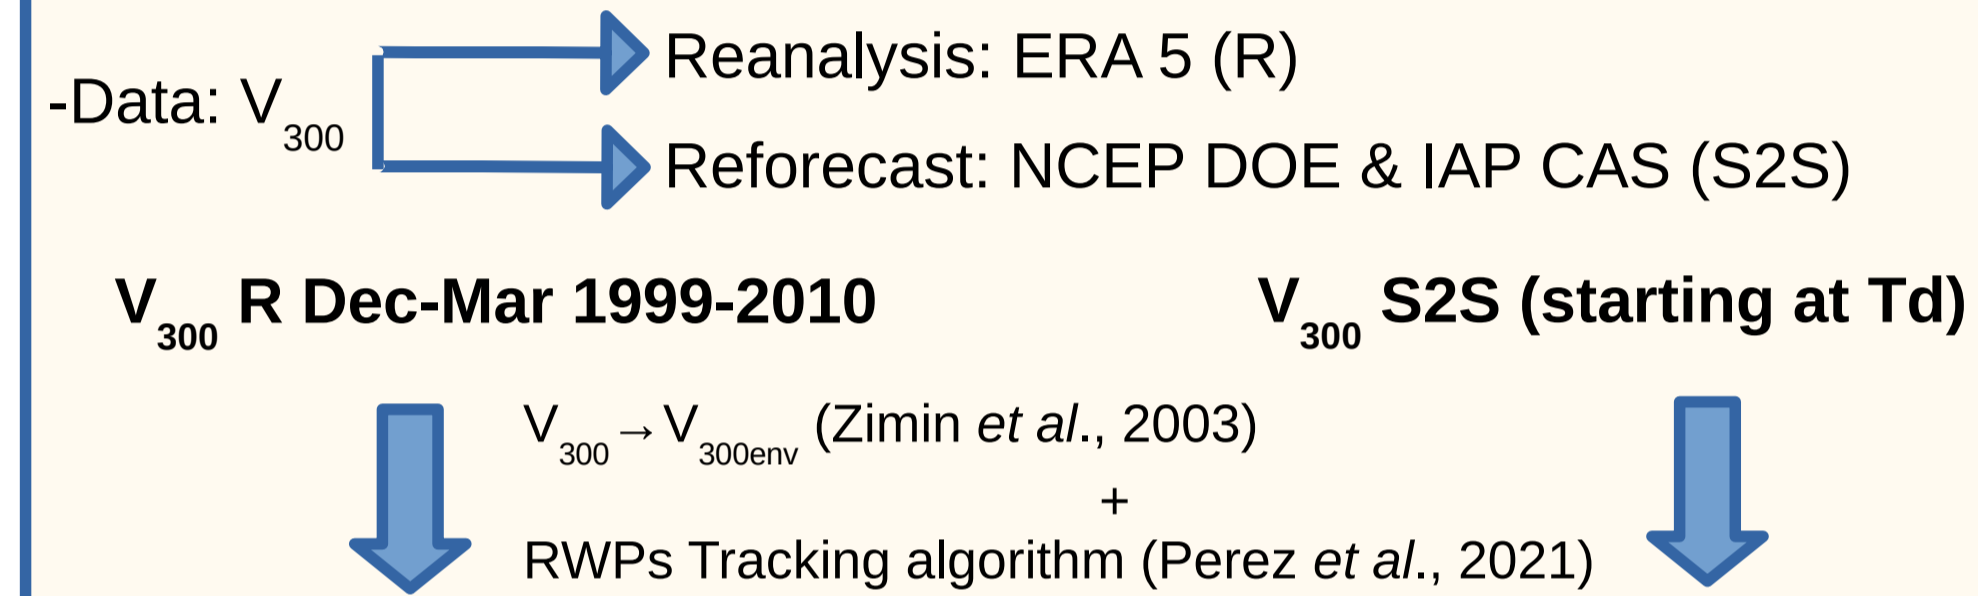 Reanalysis: ERA 5 (R)
-Data: V300
Reforecast: NCEP DOE & IAP CAS (S2S)
V300 R Dec-Mar 1999-2010
V300 S2S (starting at Td)
V300→V300env (Zimin et al., 2003)
+
RWPs Tracking algorithm (Perez et al., 2021)